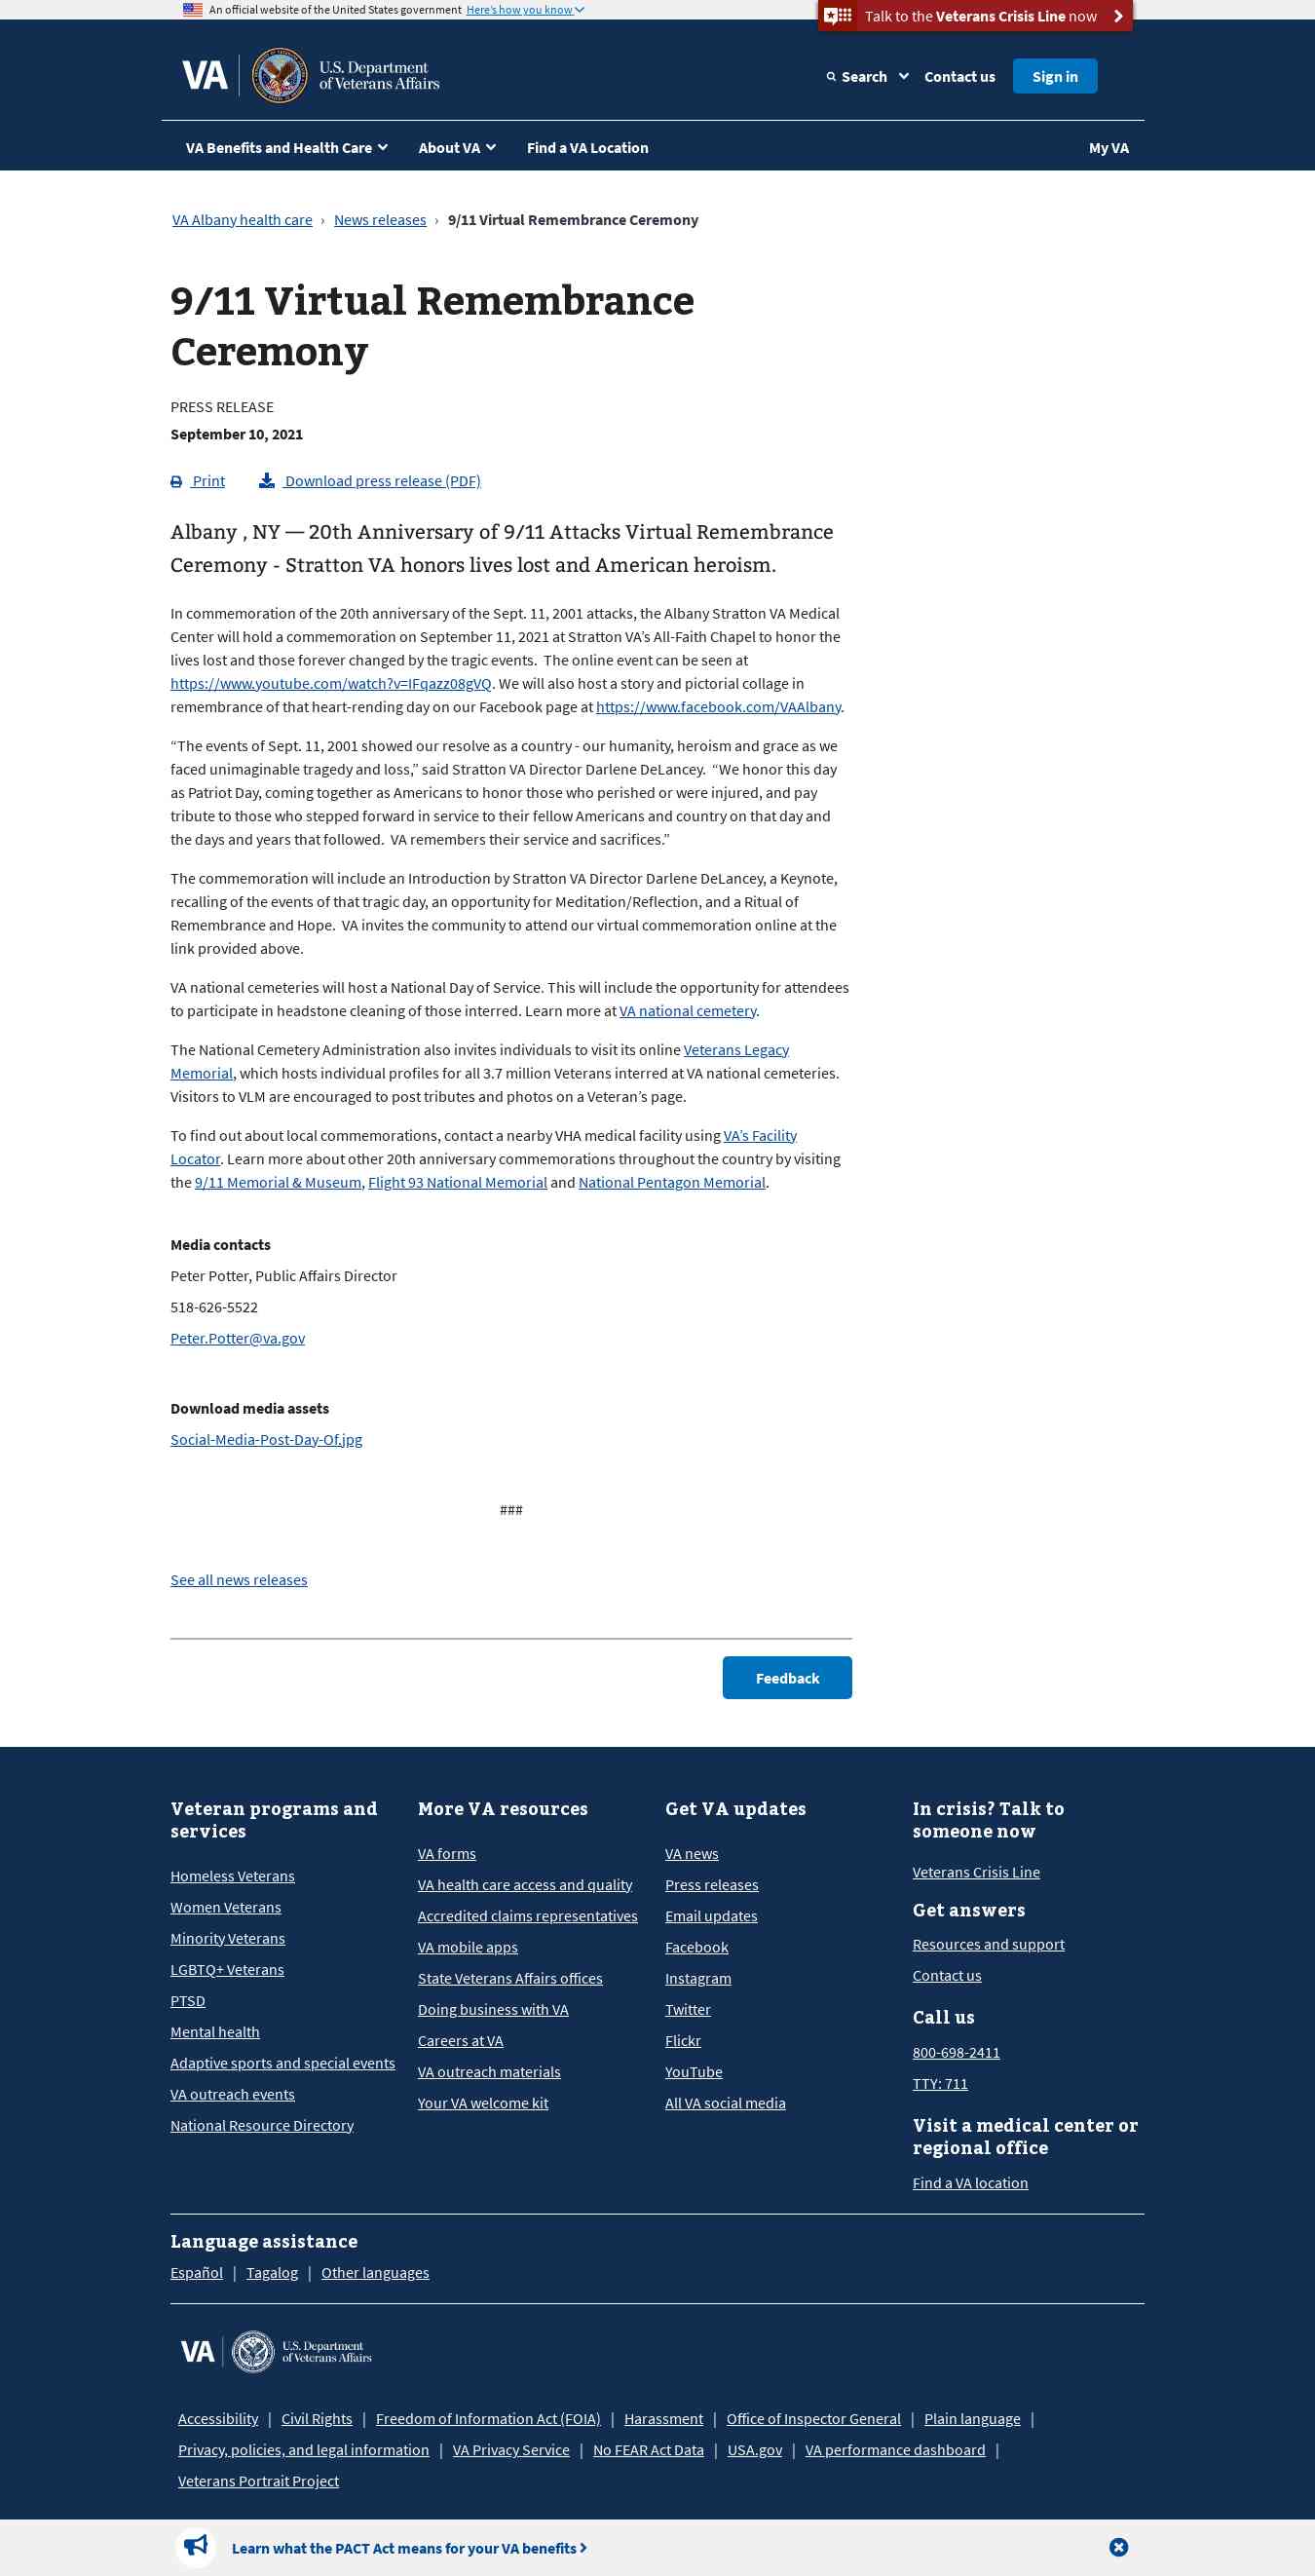 An official website of the United States government Here's how you know
Talk to the Veterans Crisis Line now
VA
U.S. Department
of Veterans Affairs
Search
Contact us
Sign in
VA Benefits and Health Care
About VA
Find a VA Location
My VA
VA Albany health care › News releases › 9/11 Virtual Remembrance Ceremony
9/11 Virtual Remembrance
Ceremony
PRESS RELEASE
September 10, 2021
Print
Download press release (PDF)
Albany , NY — 20th Anniversary of 9/11 Attacks Virtual Remembrance
Ceremony - Stratton VA honors lives lost and American heroism.
In commemoration of the 20th anniversary of the Sept. 11, 2001 attacks, the Albany Stratton VA Medical
Center will hold a commemoration on September 11, 2021 at Stratton VA's All-Faith Chapel to honor the
lives lost and those forever changed by the tragic events.  The online event can be seen at
https://www.youtube.com/watch?v=IFqazz08gVQ. We will also host a story and pictorial collage in
remembrance of that heart-rending day on our Facebook page at https://www.facebook.com/VAAlbany.
“The events of Sept. 11, 2001 showed our resolve as a country - our humanity, heroism and grace as we
faced unimaginable tragedy and loss,” said Stratton VA Director Darlene DeLancey.  “We honor this day
as Patriot Day, coming together as Americans to honor those who perished or were injured, and pay
tribute to those who stepped forward in service to their fellow Americans and country on that day and
the days and years that followed.  VA remembers their service and sacrifices.”
The commemoration will include an Introduction by Stratton VA Director Darlene DeLancey, a Keynote,
recalling of the events of that tragic day, an opportunity for Meditation/Reflection, and a Ritual of
Remembrance and Hope.  VA invites the community to attend our virtual commemoration online at the
link provided above.
VA national cemeteries will host a National Day of Service. This will include the opportunity for attendees
to participate in headstone cleaning of those interred. Learn more at VA national cemetery.
The National Cemetery Administration also invites individuals to visit its online Veterans Legacy
Memorial, which hosts individual profiles for all 3.7 million Veterans interred at VA national cemeteries.
Visitors to VLM are encouraged to post tributes and photos on a Veteran's page.
To find out about local commemorations, contact a nearby VHA medical facility using VA's Facility
Locator. Learn more about other 20th anniversary commemorations throughout the country by visiting
the 9/11 Memorial & Museum, Flight 93 National Memorial and National Pentagon Memorial.
Media contacts
Peter Potter, Public Affairs Director
518-626-5522
Peter.Potter@va.gov
Download media assets
Social-Media-Post-Day-Of.jpg
###
See all news releases
Feedback
Veteran programs and
services
Homeless Veterans
Women Veterans
Minority Veterans
LGBTQ+ Veterans
PTSD
Mental health
Adaptive sports and special events
VA outreach events
National Resource Directory
More VA resources
VA forms
VA health care access and quality
Accredited claims representatives
VA mobile apps
State Veterans Affairs offices
Doing business with VA
Careers at VA
VA outreach materials
Your VA welcome kit
Get VA updates
VA news
Press releases
Email updates
Facebook
Instagram
Twitter
Flickr
YouTube
All VA social media
In crisis? Talk to
someone now
Veterans Crisis Line
Get answers
Resources and support
Contact us
Call us
800-698-2411
TTY: 711
Visit a medical center or
regional office
Find a VA location
Language assistance
Español | Tagalog | Other languages
VA
U.S. Department
of Veterans Affairs
Accessibility | Civil Rights | Freedom of Information Act (FOIA) | Harassment | Office of Inspector General | Plain language |
Privacy, policies, and legal information | VA Privacy Service | No FEAR Act Data | USA.gov | VA performance dashboard |
Veterans Portrait Project
Learn what the PACT Act means for your VA benefits